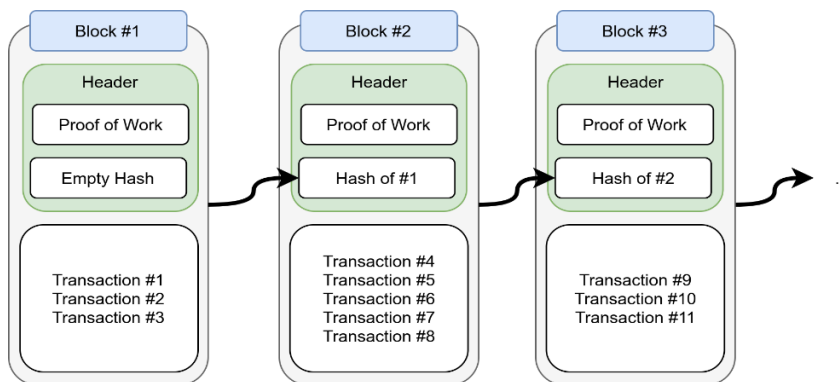 Block #1
Header
Proof of Work
Empty Hash
Transaction #1
Transaction #2
Transaction #3
Block #2
Header
Proof of Work
Hash of #1
Transaction #4
Transaction #5
Transaction #6
Transaction #7
Transaction #8
Block #3
Header
Proof of Work
Hash of #2
Transaction #9
Transaction #10
Transaction #11
.